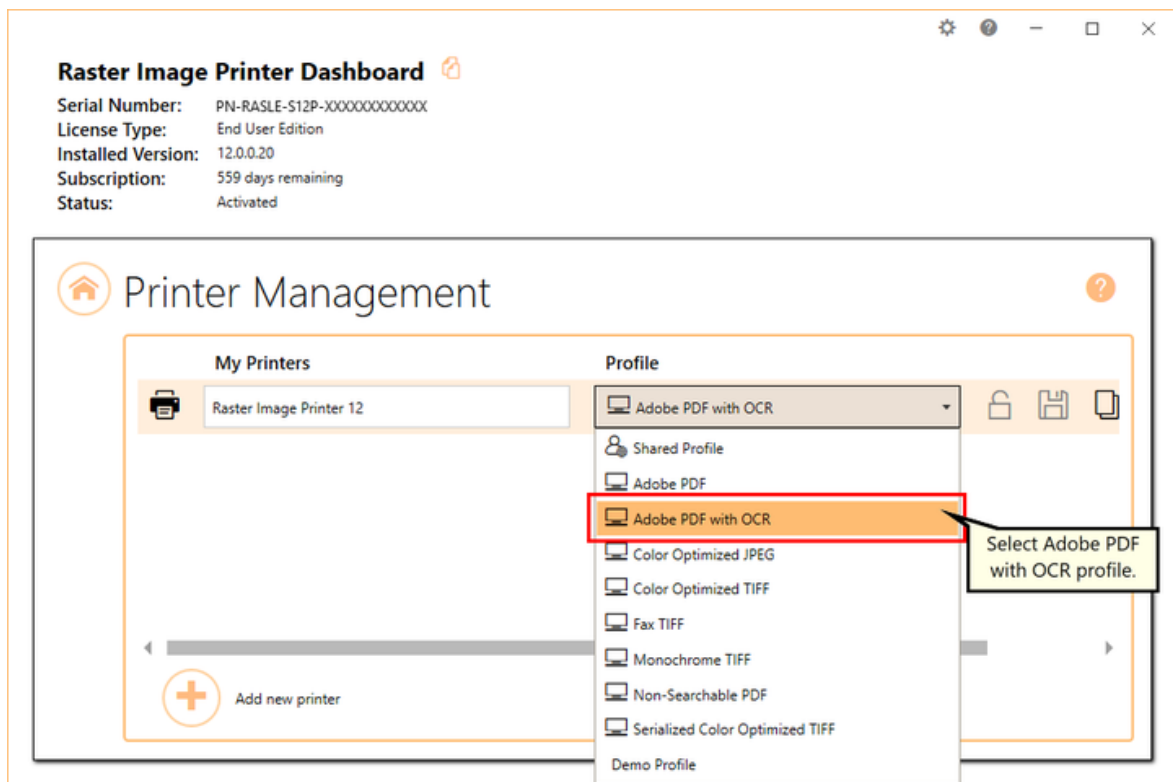 Raster Image Printer Dashboard
Serial Number: PN-RASLE-S12P-XXXXXXXXXXXX
License Type: End User Edition
Installed Version: 12.0.0.20
Subscription: 559 days remaining
Status: Activated
Printer Management
?
My Printers Profile
Raster Image Printer 12 Adobe PDF with OCR
Shared Profile
Adobe PDF
Adobe PDF with OCR
Select Adobe PDF
with OCR profile.
Color Optimized JPEG
Color Optimized TIFF
Fax TIFF
Monochrome TIFF
Non-Searchable PDF
Serialized Color Optimized TIFF
Demo Profile
Add new printer